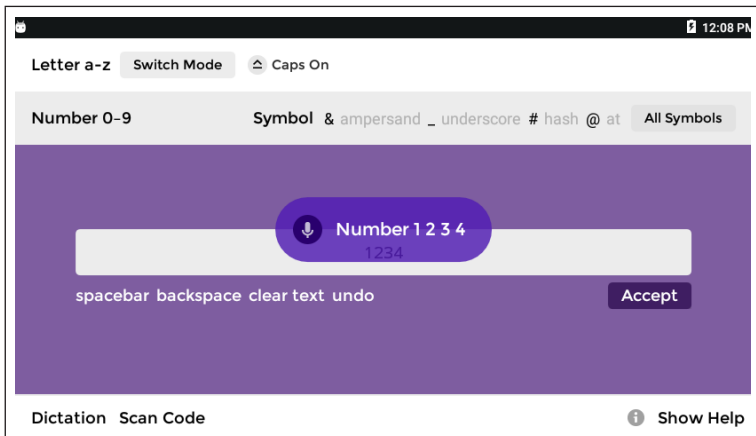 12:08 PM
Letter a-z Switch Mode Caps On
Number 0-9 Symbol & ampersand _ underscore # hash @ at All Symbols
Number 1 2 3 4
1234
spacebar backspace clear text undo Accept
Dictation Scan Code Show Help